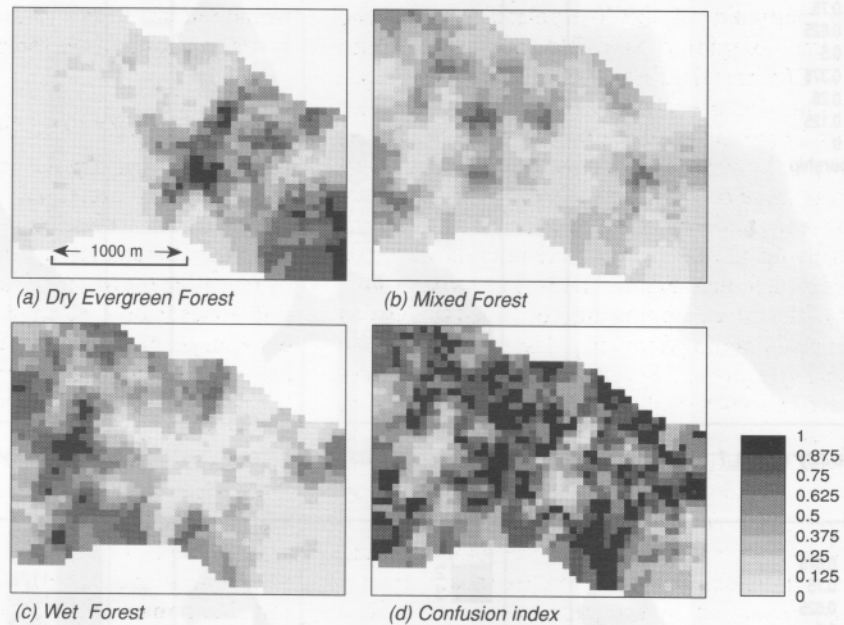 1000 m
(a) Dry Evergreen Forest
(b) Mixed Forest
(c) Wet Forest
(d) Confusion index
1
0.875
0.75
0.625
0.5
0.375
0.25
0.125
0